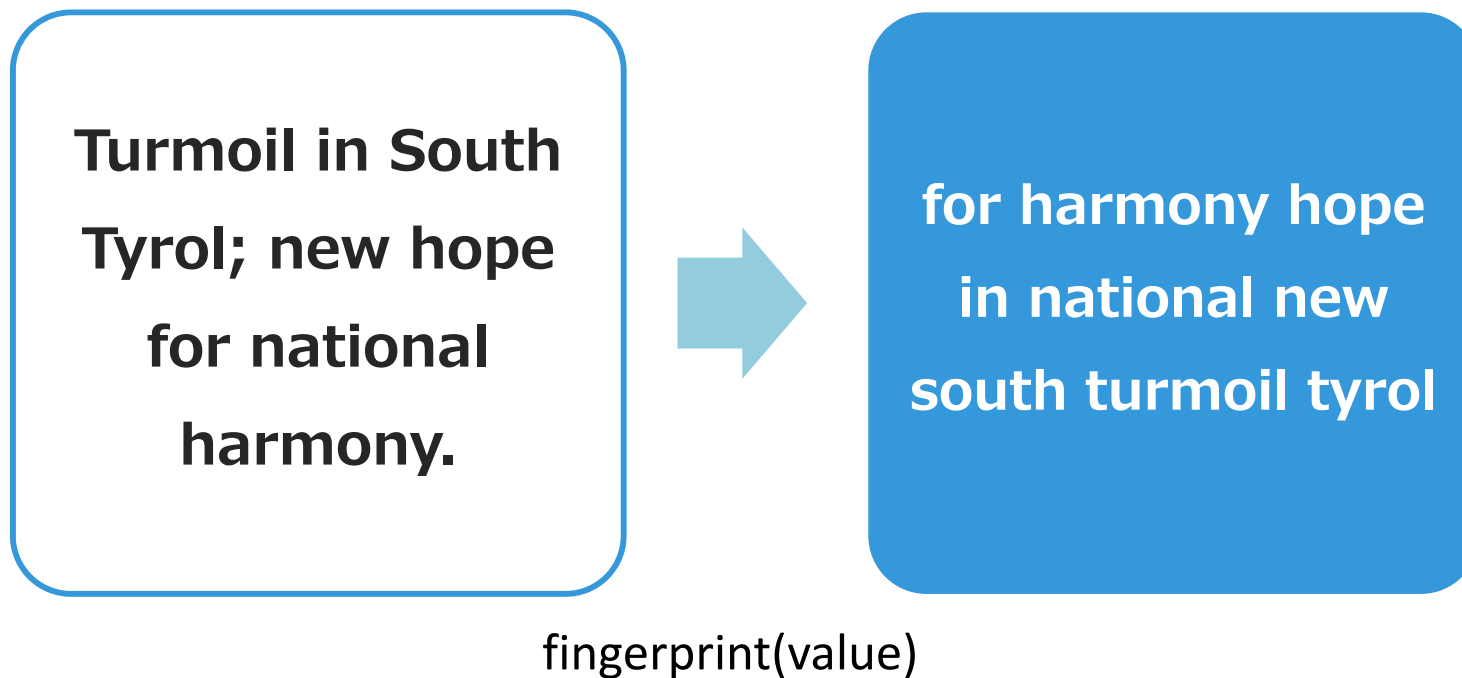 Turmoil in South
Tyrol; new hope
for national
harmony.
for harmony hope
in national new
south turmoil tyrol
fingerprint(value)